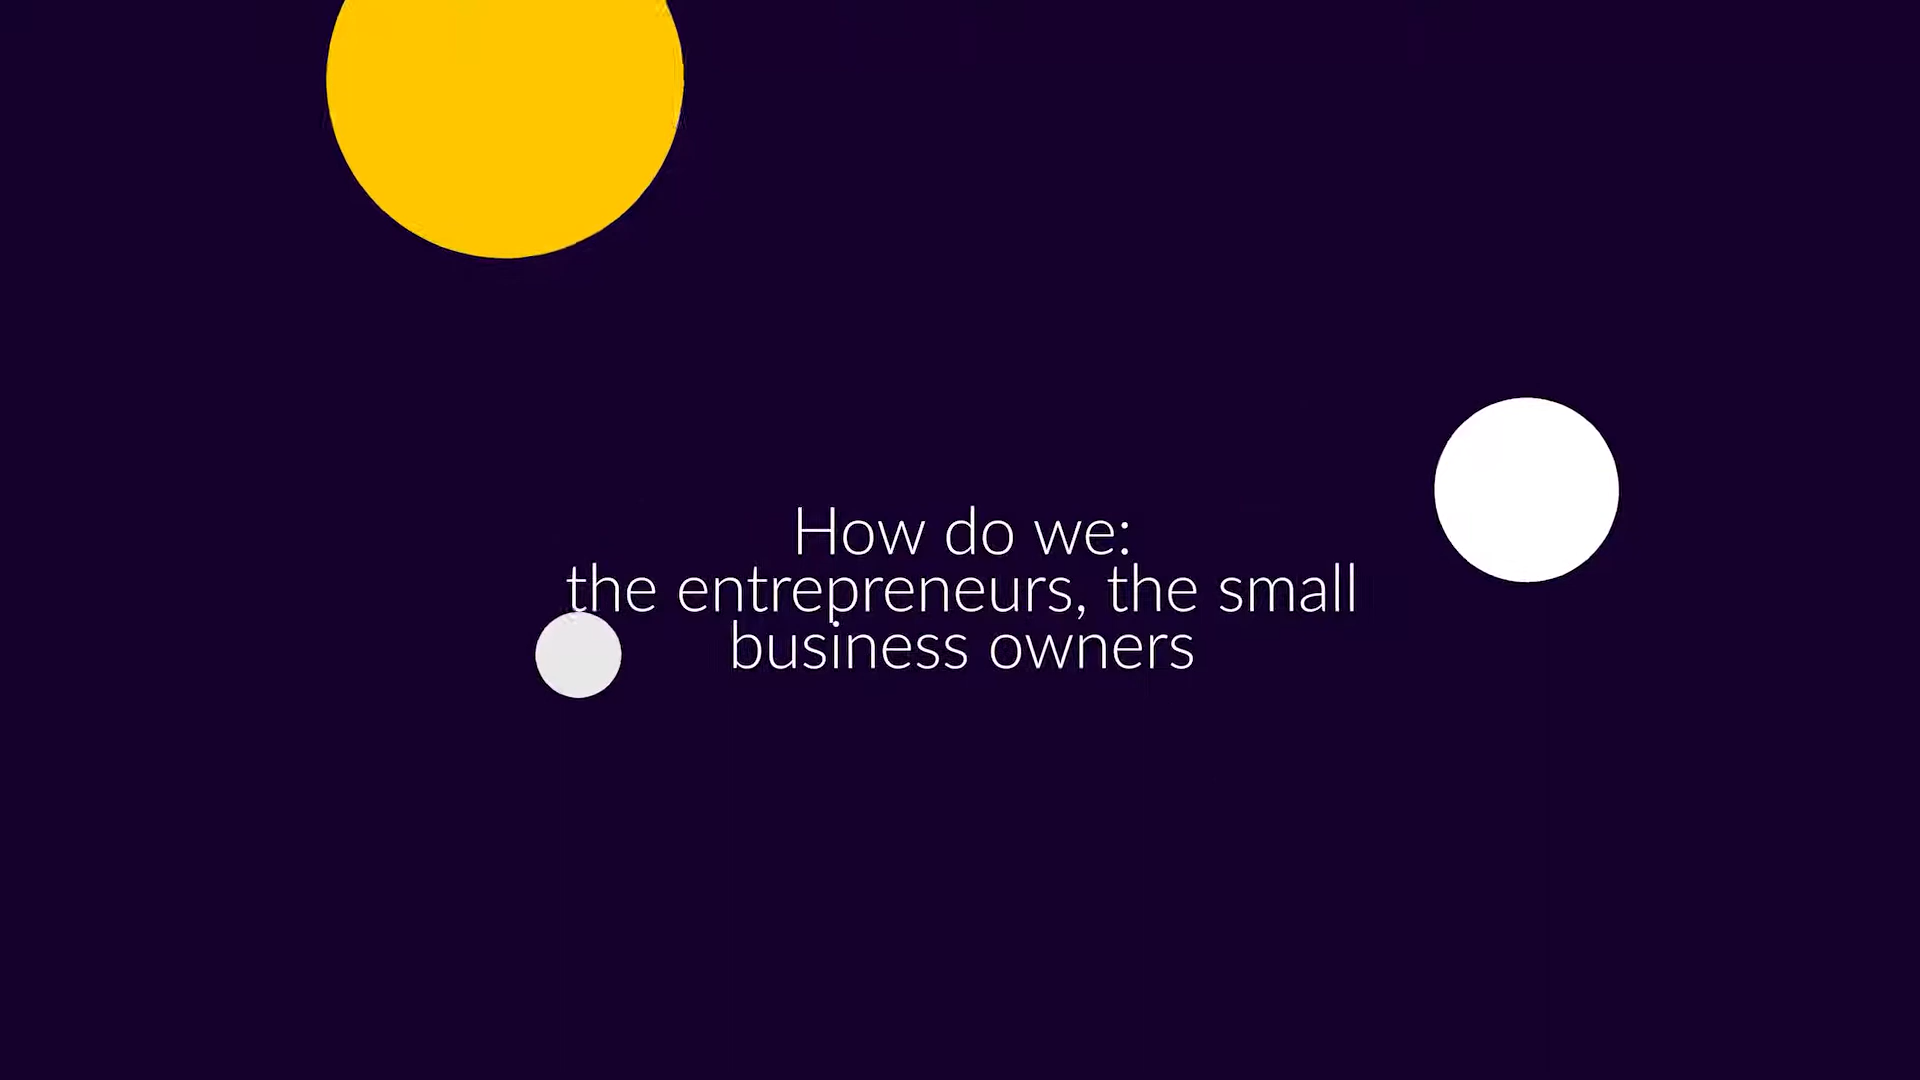 How do we:
the entrepreneurs, the small
business owners